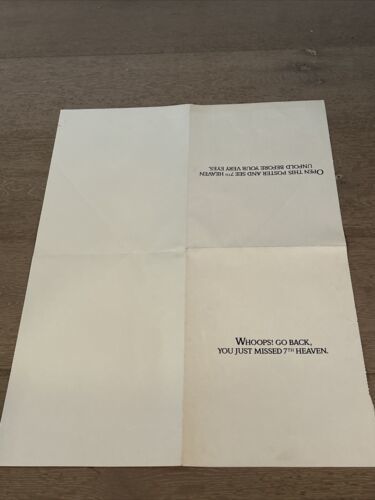 OPEN THIS POSTER AND SEE 7TH HEAVEN
UNFOLD BEFORE YOUR VERY EYES.
WHOOPS! GO BACK,
YOU JUST MISSED 7TH HEAVEN.